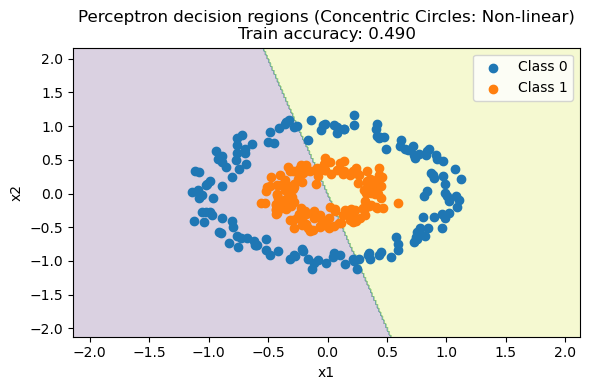 Perceptron decision regions (Concentric Circles: Non-linear)
Train accuracy: 0.490
Class 0
Class 1
2.0
1.5
1.0
0.5
0.0
−0.5
−1.0
−1.5
−2.0
x2
−2.0 −1.5 −1.0 −0.5 0.0 0.5 1.0 1.5 2.0
x1